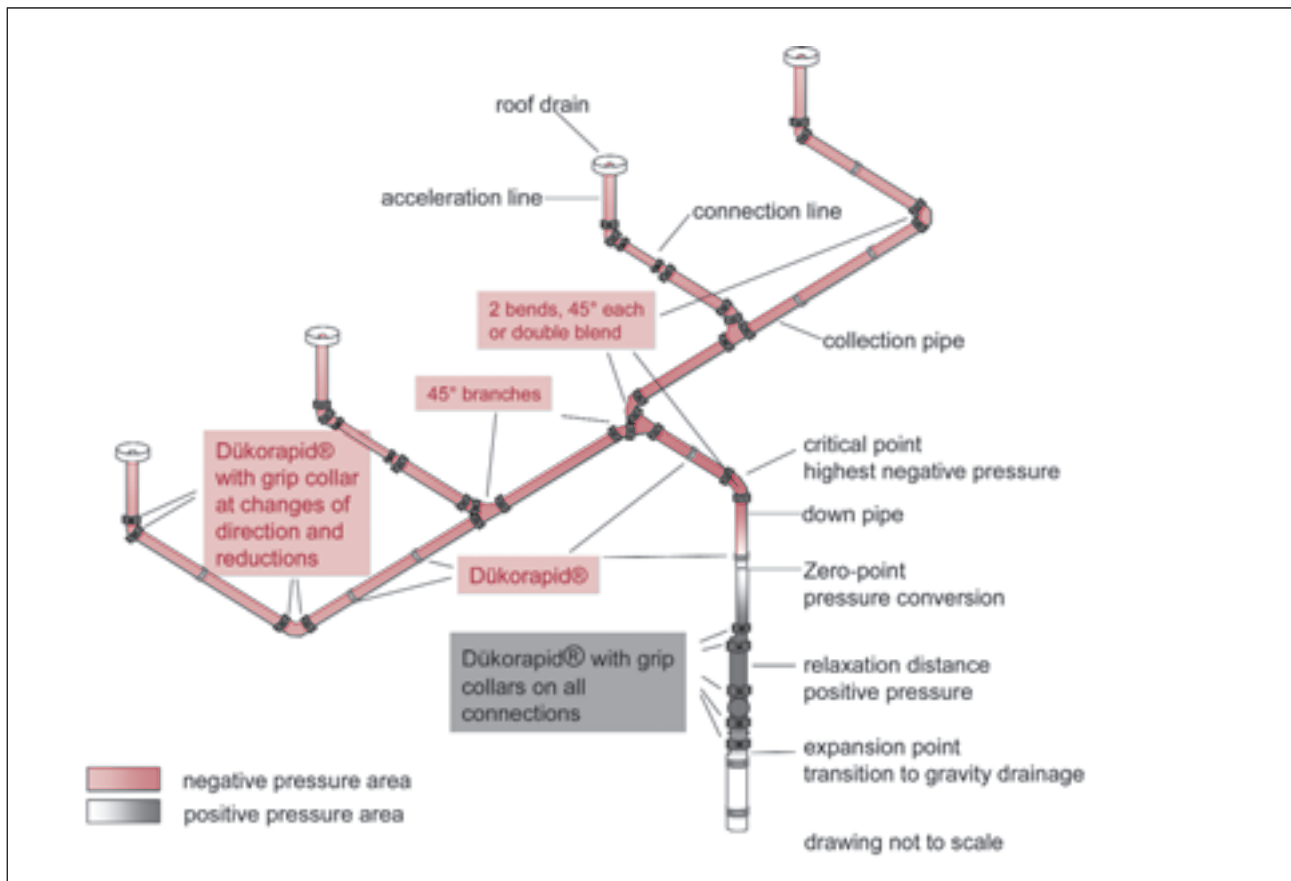 roof drain
acceleration line
connection line
2 bends, 45° each
or double blend
collection pipe
45° branches
Dükorapid®
with grip collar
at changes of
direction and
reductions
critical point
highest negative pressure
down pipe
Dükorapid®
Zero-point
pressure conversion
Dükorapid® with grip
collars on all
connections
relaxation distance
positive pressure
expansion point
transition to gravity drainage
negative pressure area
positive pressure area
drawing not to scale